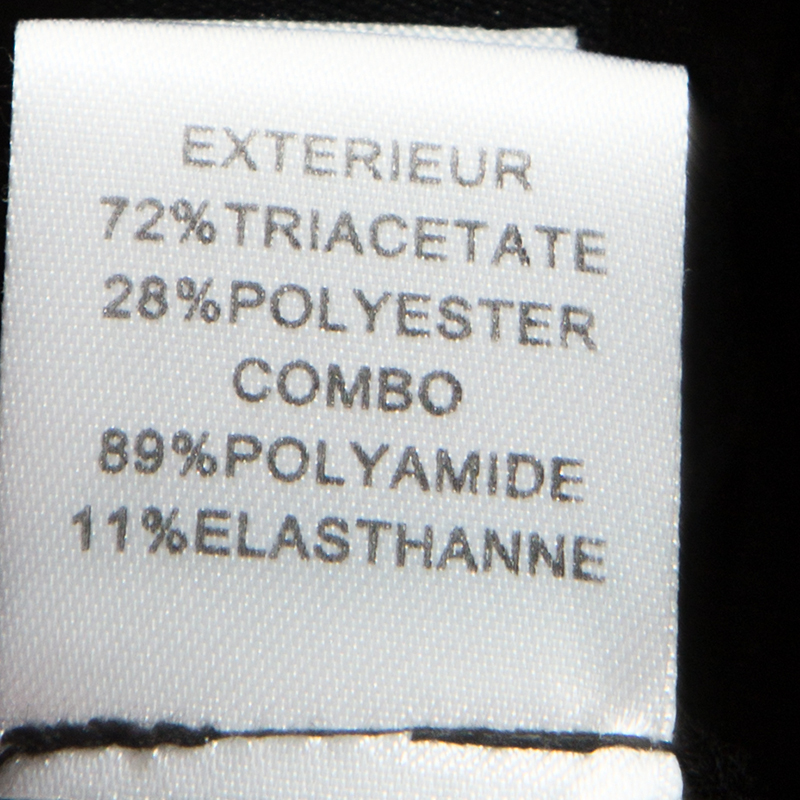 EXTERIEUR
72%TRIACETATE
28%POLYESTER
COMBO
89%POLYAMIDE
11%ELASTHANNE